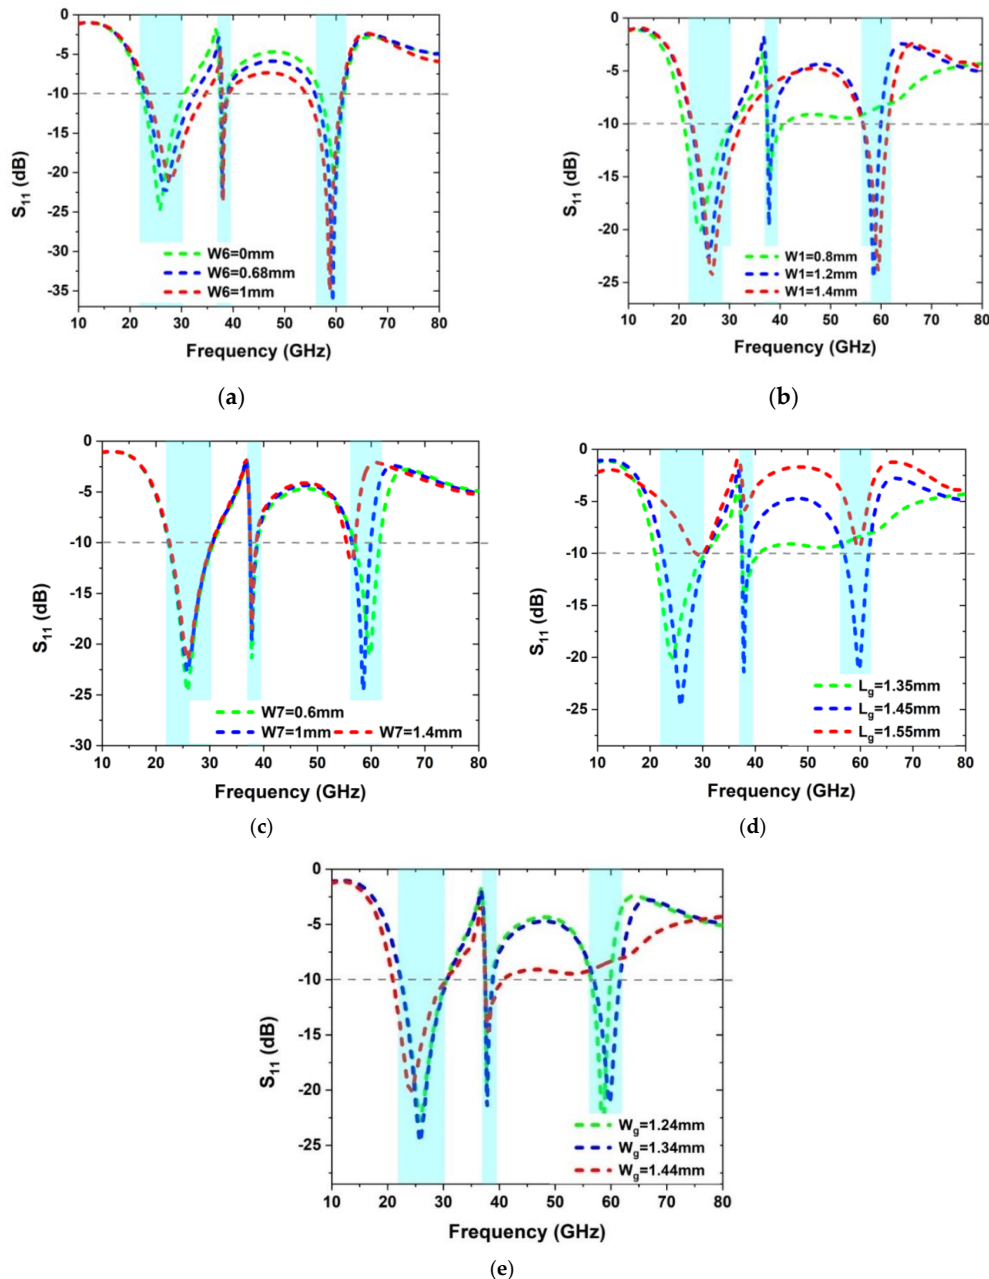 0
-5
-10
-15
-20
-25
-30
-35
S11 (dB)
W6=0mm
W6=0.68mm
W6=1mm
10 20 30 40 50 60 70 80
Frequency (GHz)
(a)
0
-5
-10
-15
-20
-25
S11 (dB)
W1=0.8mm
W1=1.2mm
W1=1.4mm
10 20 30 40 50 60 70 80
Frequency (GHz)
(b)
0
-5
-10
-15
-20
-25
-30
S11 (dB)
W7=0.6mm
W7=1mm W7=1.4mm
10 20 30 40 50 60 70 80
Frequency (GHz)
(c)
0
-5
-10
-15
-20
-25
S11 (dB)
Lg=1.35mm
Lg=1.45mm
Lg=1.55mm
10 20 30 40 50 60 70 80
Frequency (GHz)
(d)
0
-5
-10
-15
-20
-25
S11 (dB)
Wg=1.24mm
Wg=1.34mm
Wg=1.44mm
10 20 30 40 50 60 70 80
Frequency (GHz)
(e)